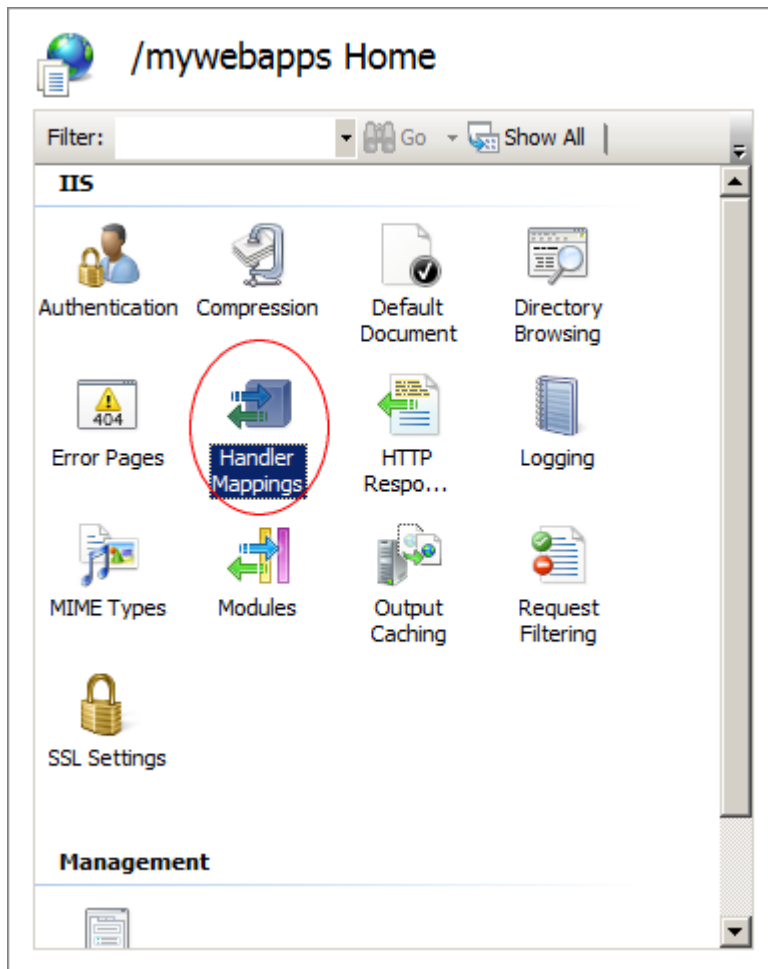 /mywebapps Home
Filter: Go Show All
IIS
Authentication Compression Default Document Directory Browsing
404
Error Pages Handler Mappings HTTP Respo... Logging
MIME Types Modules Output Caching Request Filtering
SSL Settings
Management